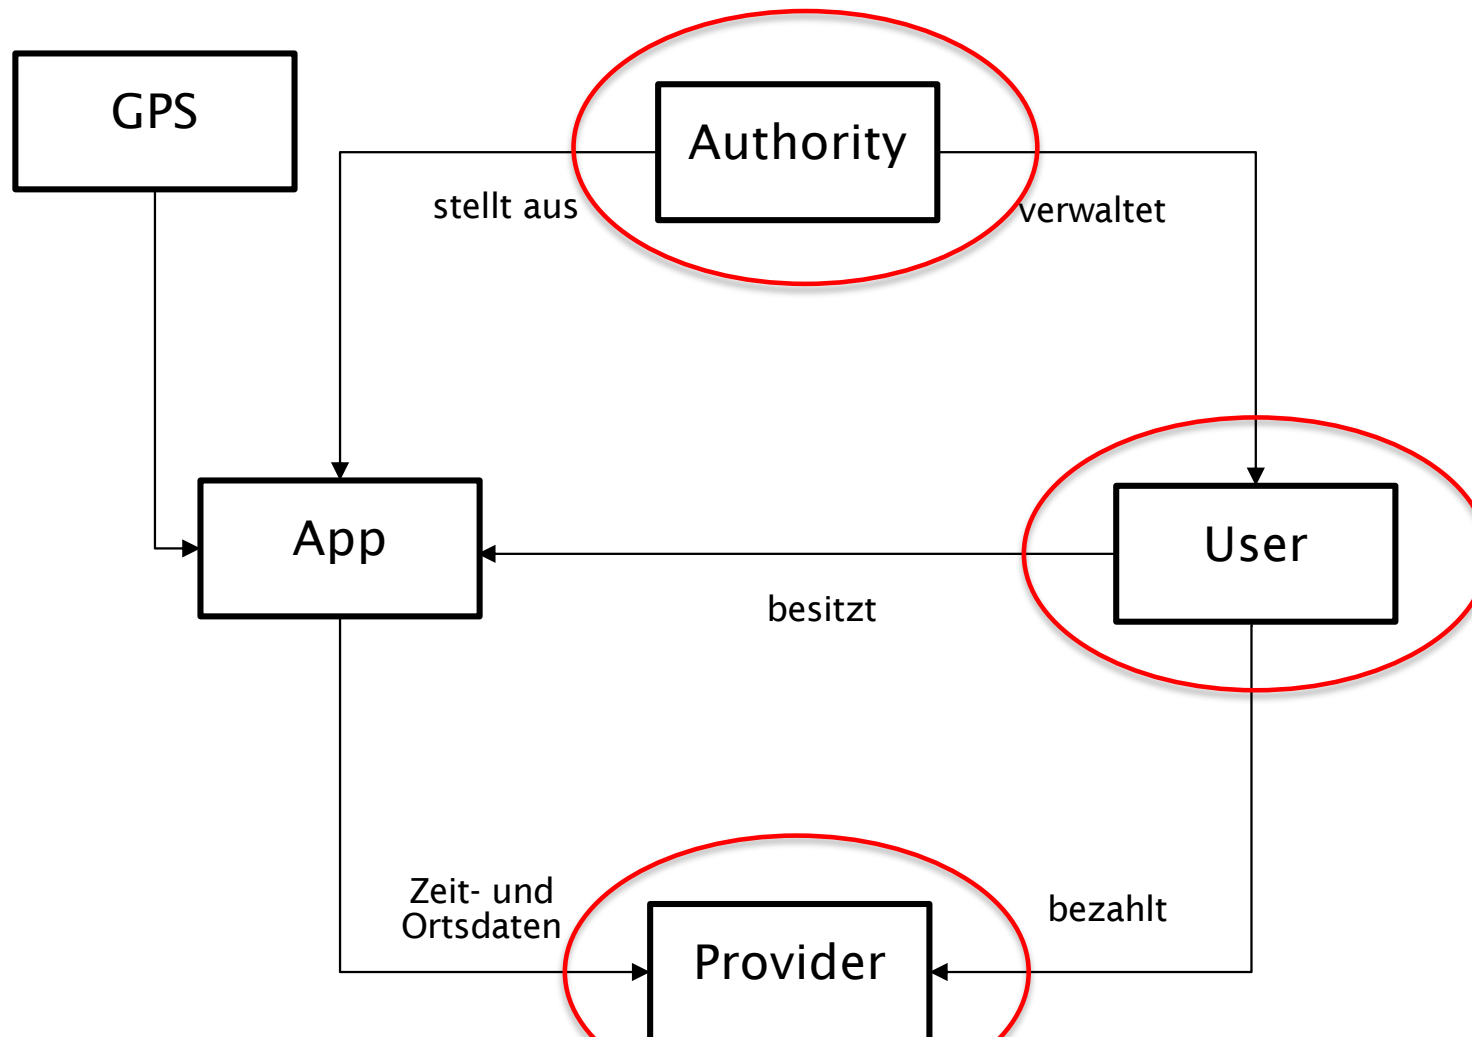 GPS
Authority
stellt aus
verwaltet
App
User
besitzt
Zeit- und
Ortsdaten
bezahlt
Provider